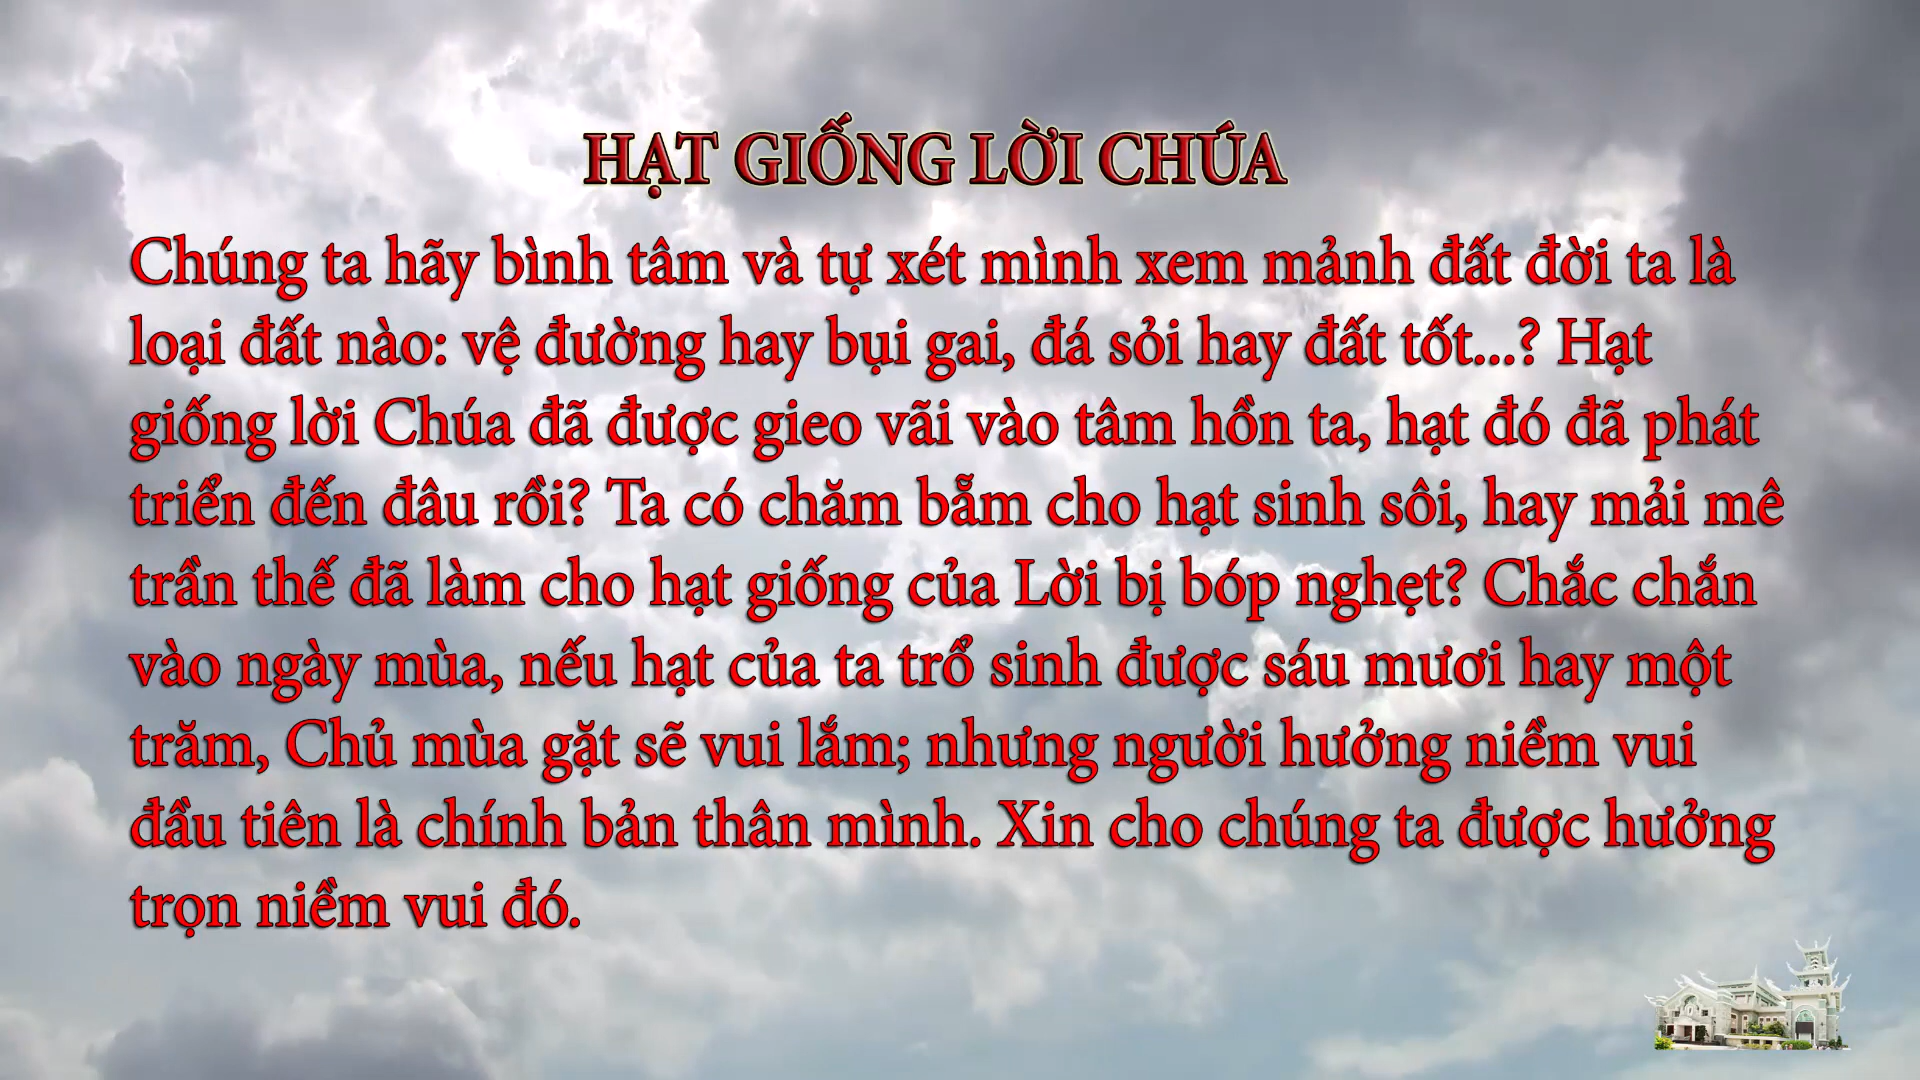 HẠT GIỐNG LỜI CHÚA
Chúng ta hãy bình tâm và tự xét mình xem mảnh đất đời ta là
loại đất nào: vệ đường hay bụi gai, đá sỏi hay đất tốt...? Hạt
giống lời Chúa đã được gieo vãi vào tâm hồn ta, hạt đó đã phát
triển đến đâu rồi? Ta có chăm bẵm cho hạt sinh sôi, hay mải mê
trần thế đã làm cho hạt giống của Lời bị bóp nghẹt? Chắc chắn
vào ngày mùa, nếu hạt của ta trổ sinh được sáu mươi hay một
trăm, Chủ mùa gặt sẽ vui lắm; nhưng người hưởng niềm vui
đầu tiên là chính bản thân mình. Xin cho chúng ta được hưởng
trọn niềm vui đó.